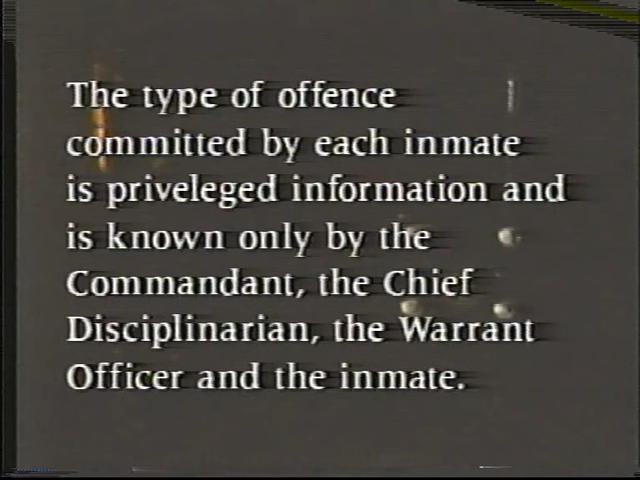 The type of offence
committed by each inmate
is priveleged information and
is known only by the
Commandant, the Chief
Disciplinarian, the Warrant
Officer and the inmate.